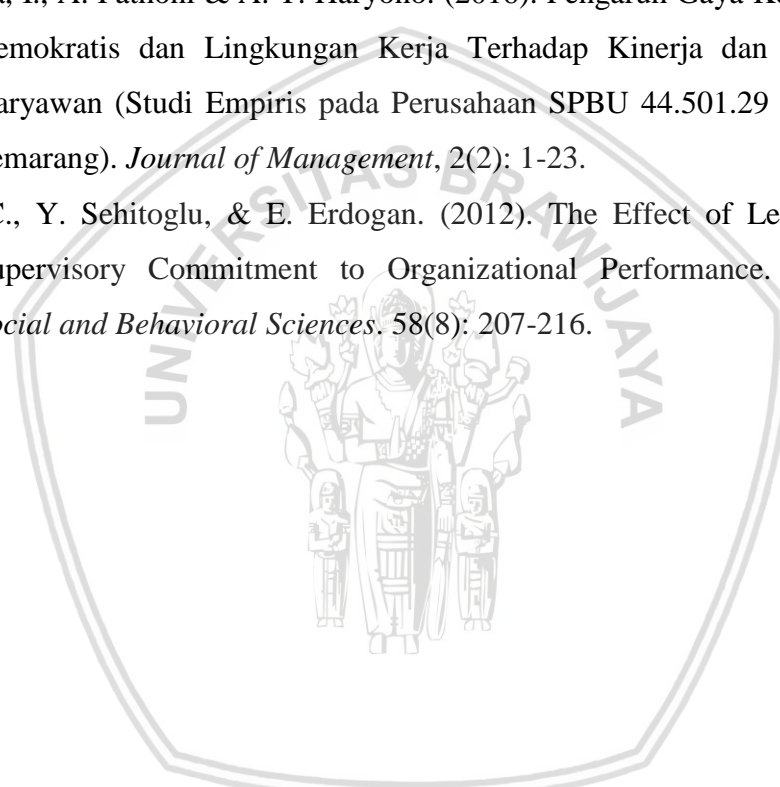 a, I., A. Fathoni & A. T. Haryono. (2016). Pengaruh Gaya Ke
emokratis dan Lingkungan Kerja Terhadap Kinerja dan
aryawan (Studi Empiris pada Perusahaan SPBU 44.501.29
emarang). Journal of Management, 2(2): 1-23.
C., Y. Sehitoglu, & E. Erdogan. (2012). The Effect of Le
upervisory Commitment to Organizational Performance.
ocial and Behavioral Sciences. 58(8): 207-216.
UNIVERSITAS BRAWIJAYA